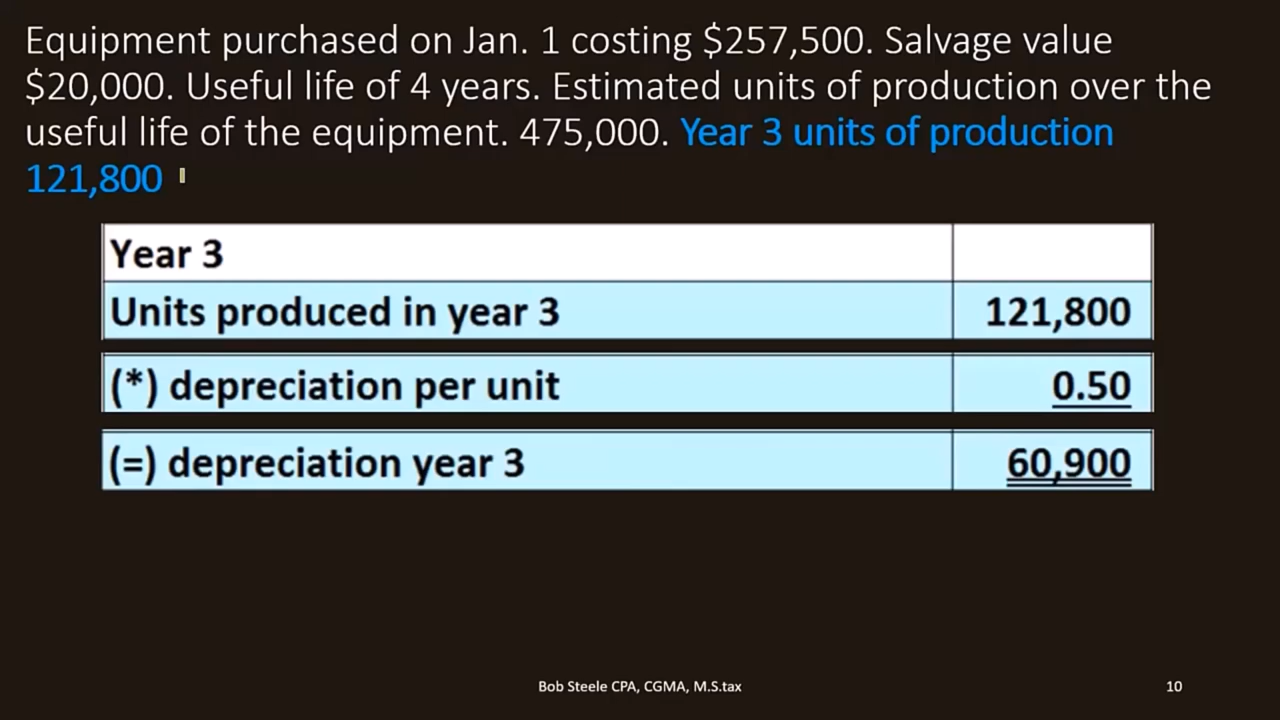 Equipment purchased on Jan. 1 costing $257,500. Salvage value
$20,000. Useful life of 4 years. Estimated units of production over the
useful life of the equipment. 475,000. Year 3 units of production
121,800
Year 3
Units produced in year 3 121,800
(*) depreciation per unit 0.50
(=) depreciation year 3 60,900
Bob Steele CPA, CGMA, M.S.tax 10